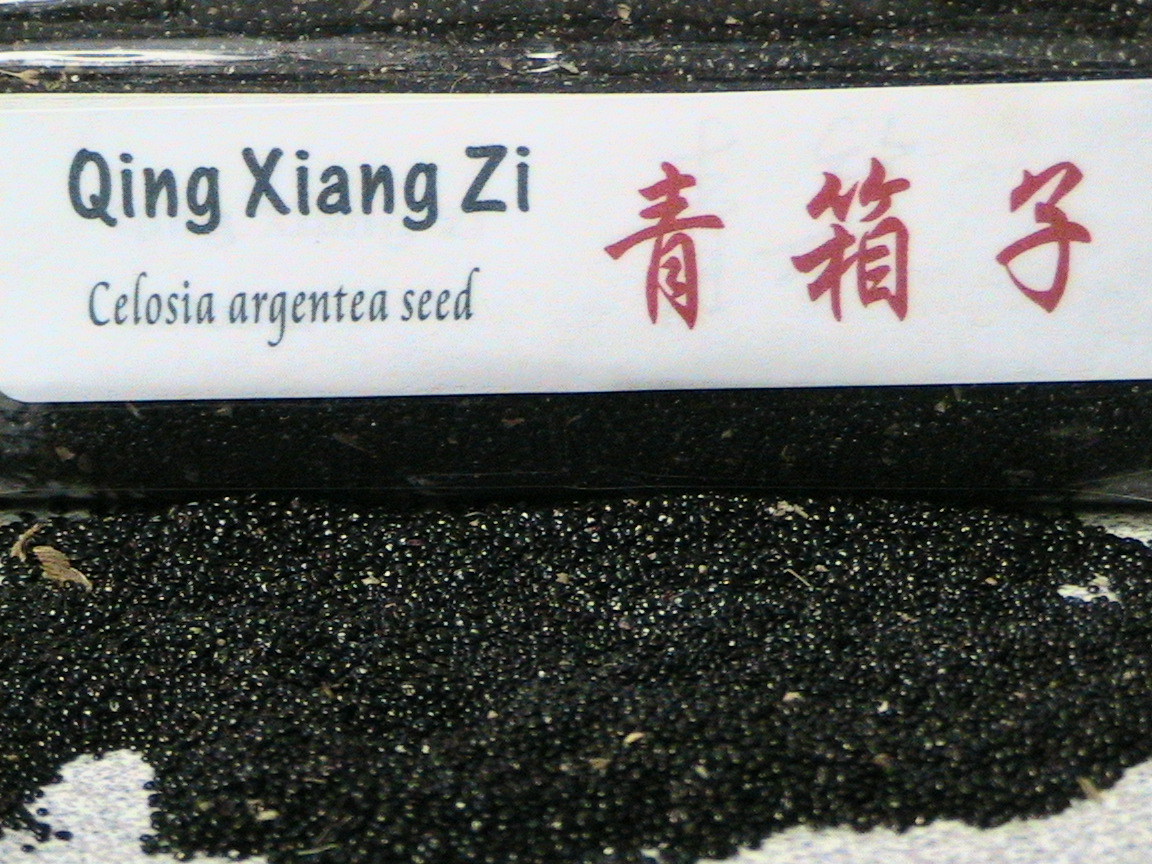 Qing Xiang Zi
Celosia argentea seed
青箱子